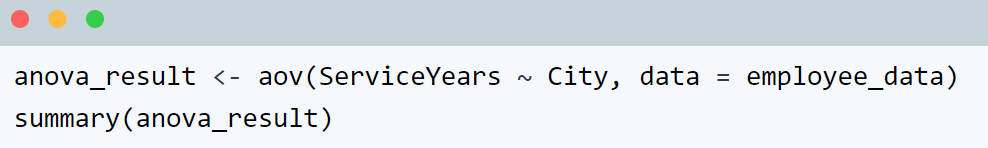 anova_result <- aov(ServiceYears ~ City, data = employee_data)
summary(anova_result)